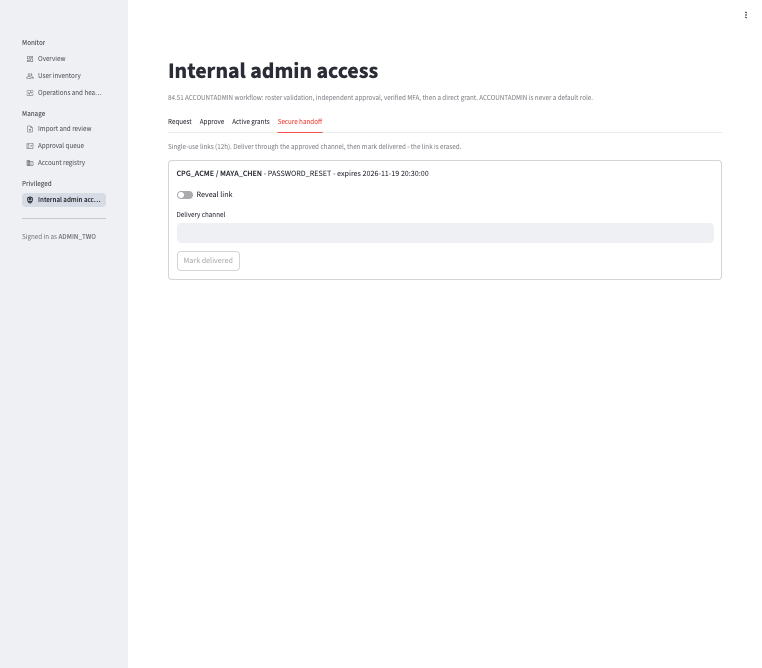 Monitor
Overview
User inventory
Operations and hea...
Manage
Import and review
Approval queue
Account registry
Privileged
Internal admin acc...
Signed in as ADMIN_TWO
Internal admin access
84.51 ACCOUNTADMIN workflow: roster validation, independent approval, verified MFA, then a direct grant. ACCOUNTADMIN is never a default role.
Request Approve Active grants Secure handoff
Single-use links (12h). Deliver through the approved channel, then mark delivered - the link is erased.
CPG_ACME / MAYA_CHEN - PASSWORD_RESET - expires 2026-11-19 20:30:00
Reveal link
Delivery channel
Mark delivered